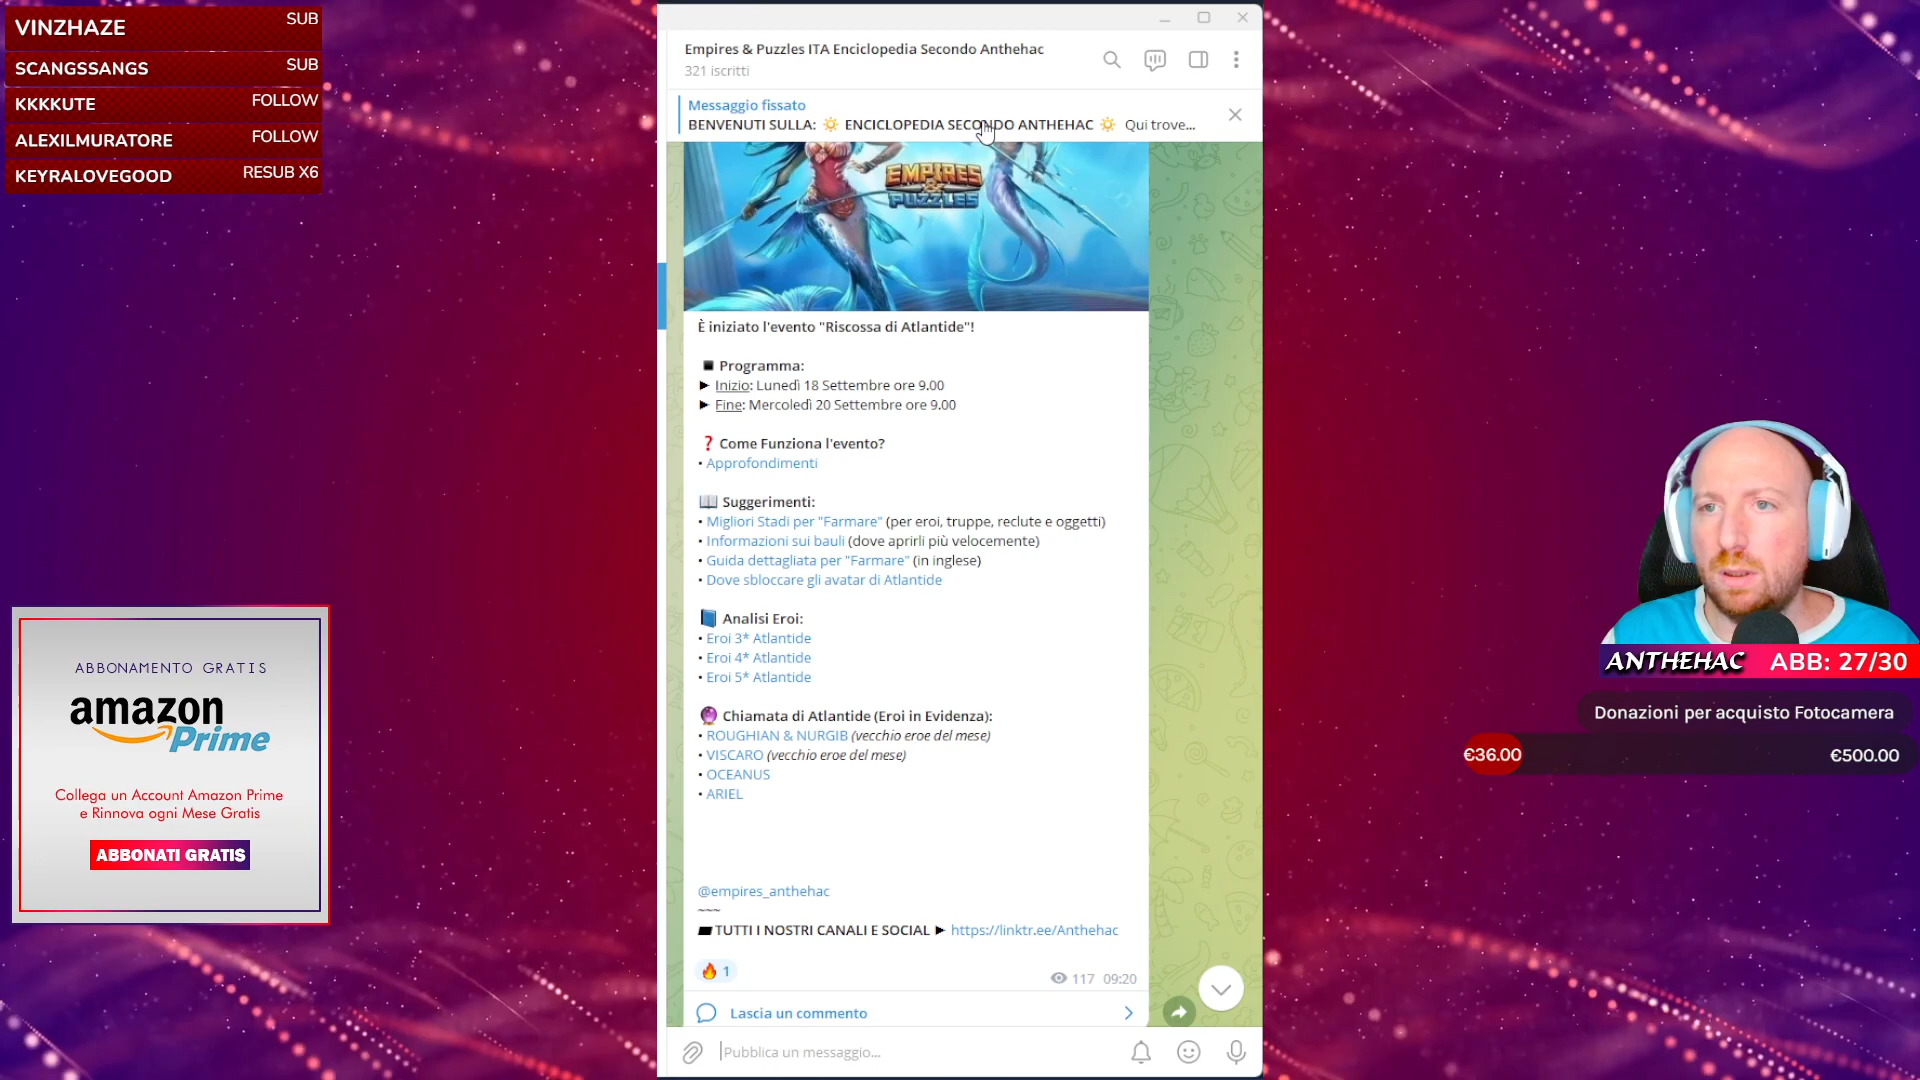 VINZHAZE SUB
SCANGSSANGS SUB
KKKKUTE FOLLOW
ALEXILMURATORE FOLLOW
KEYRALOVEGOOD RESUB X6
Empires & Puzzles ITA Enciclopedia Secondo Anthehac
321 iscritti
Messaggio fissato
BENVENUTI SULLA: ☀️ ENCICLOPEDIA SECONDO ANTHEHAC ☀️ Qui trove...
EMPIRES
&
PUZZLES
È iniziato l'evento "Riscossa di Atlantide"!
◾ Programma:
► Inizio: Lunedì 18 Settembre ore 9.00
► Fine: Mercoledì 20 Settembre ore 9.00
❓ Come Funziona l'evento?
• Approfondimenti
📖 Suggerimenti:
• Migliori Stadi per "Farmare" (per eroi, truppe, reclute e oggetti)
• Informazioni sui bauli (dove aprirli più velocemente)
• Guida dettagliata per "Farmare" (in inglese)
• Dove sbloccare gli avatar di Atlantide
📘 Analisi Eroi:
• Eroi 3* Atlantide
• Eroi 4* Atlantide
• Eroi 5* Atlantide
🔮 Chiamata di Atlantide (Eroi in Evidenza):
• ROUGHIAN & NURGIB (vecchio eroe del mese)
• VISCARO (vecchio eroe del mese)
• OCEANUS
• ARIEL
@empires_anthehac
~~~
▰ TUTTI I NOSTRI CANALI E SOCIAL ► https://linktr.ee/Anthehac
🔥 1
117 09:20
Lascia un commento
Pubblica un messaggio...
ABBONAMENTO GRATIS
amazon
Prime
Collega un Account Amazon Prime
e Rinnova ogni Mese Gratis
ABBONATI GRATIS
ANTHEHAC ABB: 27/30
Donazioni per acquisto Fotocamera
€36.00 €500.00